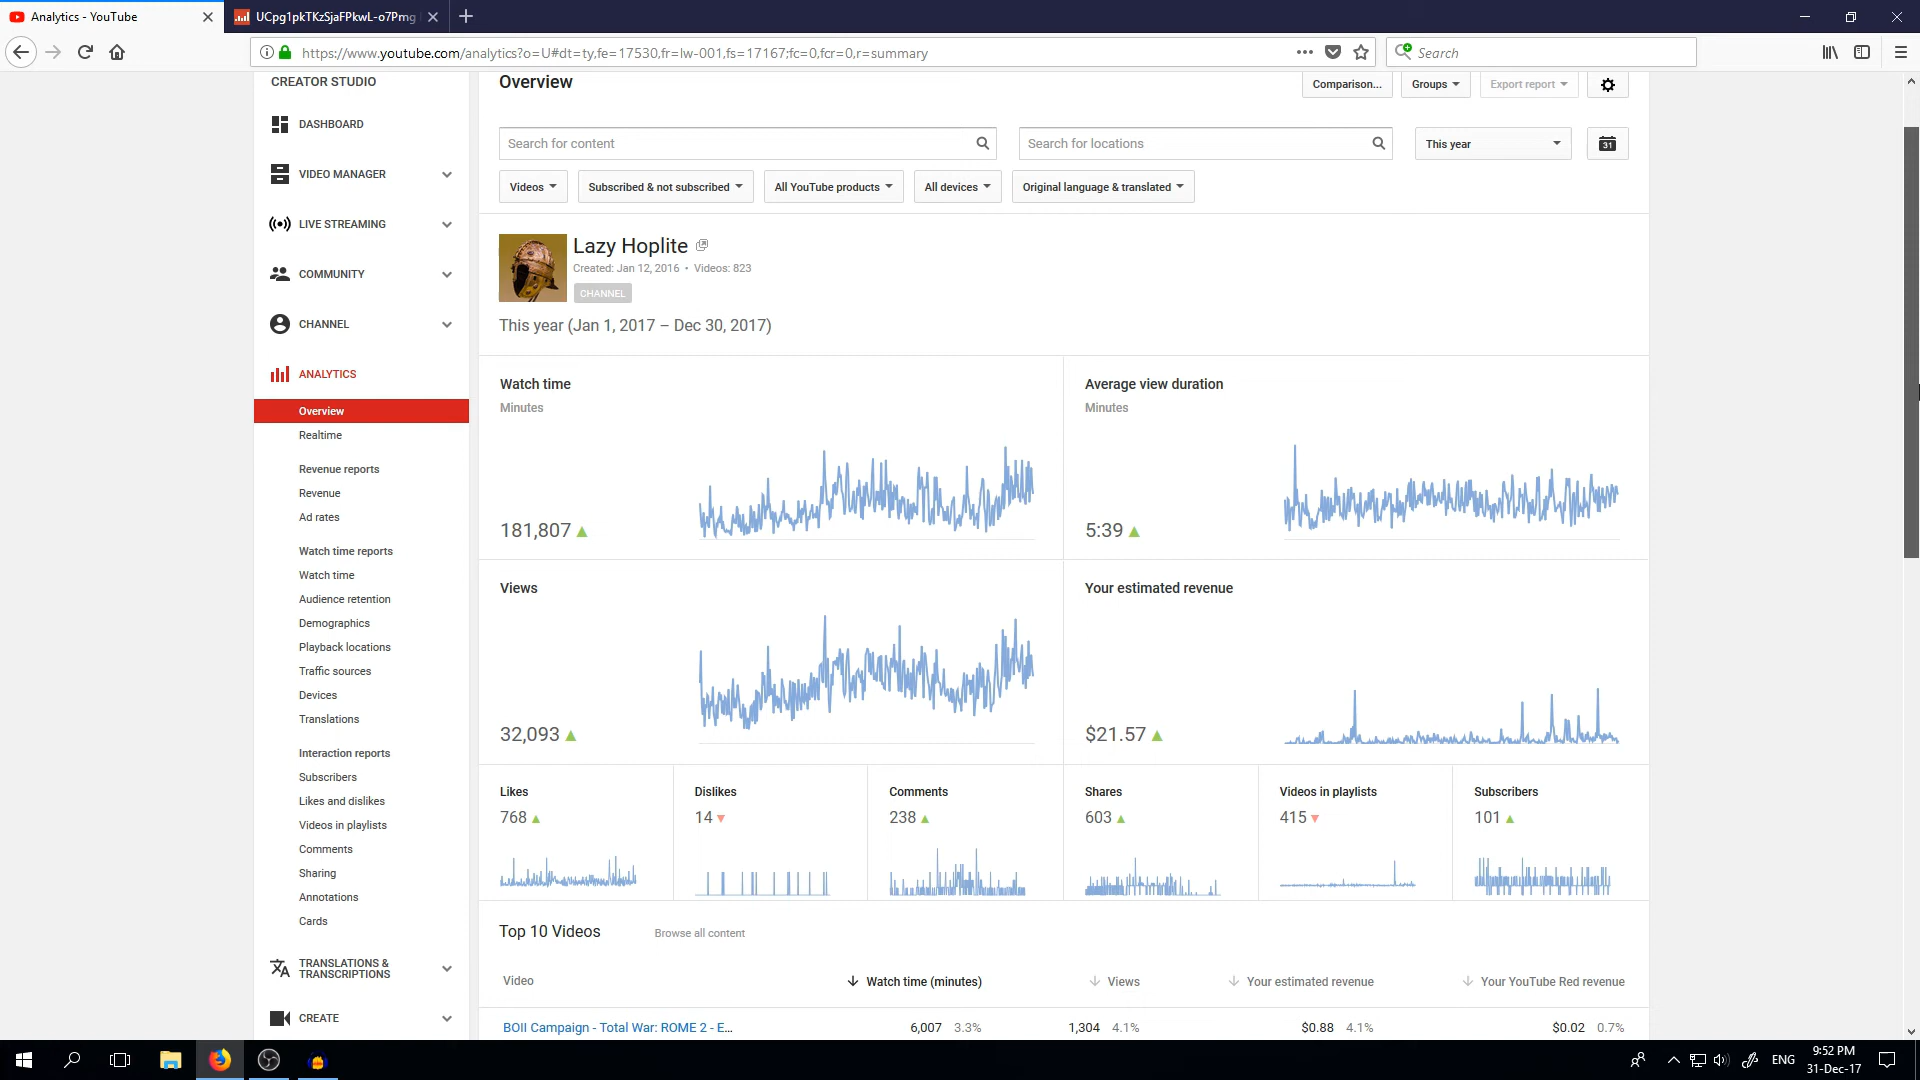 Analytics - YouTube
UCpg1pkTKzSjaFPkwL-o7Pmg
https://www.youtube.com/analytics?o=U#dt=ty,fe=17530,fr=lw-001,fs=17167;fc=0,fcr=0,r=summary
Search
CREATOR STUDIO
DASHBOARD
VIDEO MANAGER
LIVE STREAMING
COMMUNITY
CHANNEL
ANALYTICS
Overview
Realtime
Revenue reports
Revenue
Ad rates
Watch time reports
Watch time
Audience retention
Demographics
Playback locations
Traffic sources
Devices
Translations
Interaction reports
Subscribers
Likes and dislikes
Videos in playlists
Comments
Sharing
Annotations
Cards
TRANSLATIONS &
TRANSCRIPTIONS
CREATE
Overview
Comparison... Groups Export report
Search for content Search for locations This year 31
Videos Subscribed & not subscribed All YouTube products All devices Original language & translated
Lazy Hoplite
Created: Jan 12, 2016 • Videos: 823
CHANNEL
This year (Jan 1, 2017 – Dec 30, 2017)
Watch time
Minutes
181,807
Average view duration
Minutes
5:39
Views
32,093
Your estimated revenue
$21.57
Likes
768
Dislikes
14
Comments
238
Shares
603
Videos in playlists
415
Subscribers
101
Top 10 Videos Browse all content
Video Watch time (minutes) Views Your estimated revenue Your YouTube Red revenue
BOII Campaign - Total War: ROME 2 - E... 6,007 3.3% 1,304 4.1% $0.88 4.1% $0.02 0.7%
ENG
9:52 PM
31-Dec-17